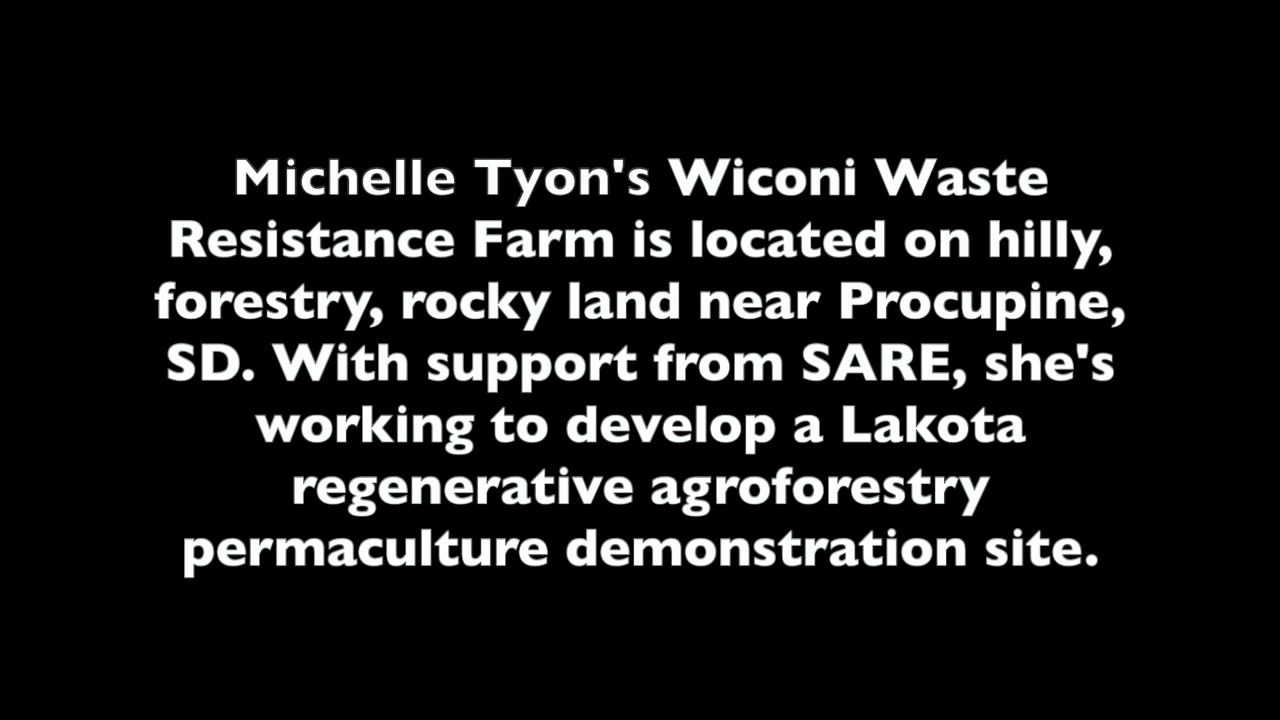 Michelle Tyon's Wiconi Waste
Resistance Farm is located on hilly,
forestry, rocky land near Procupine,
SD. With support from SARE, she's
working to develop a Lakota
regenerative agroforestry
permaculture demonstration site.